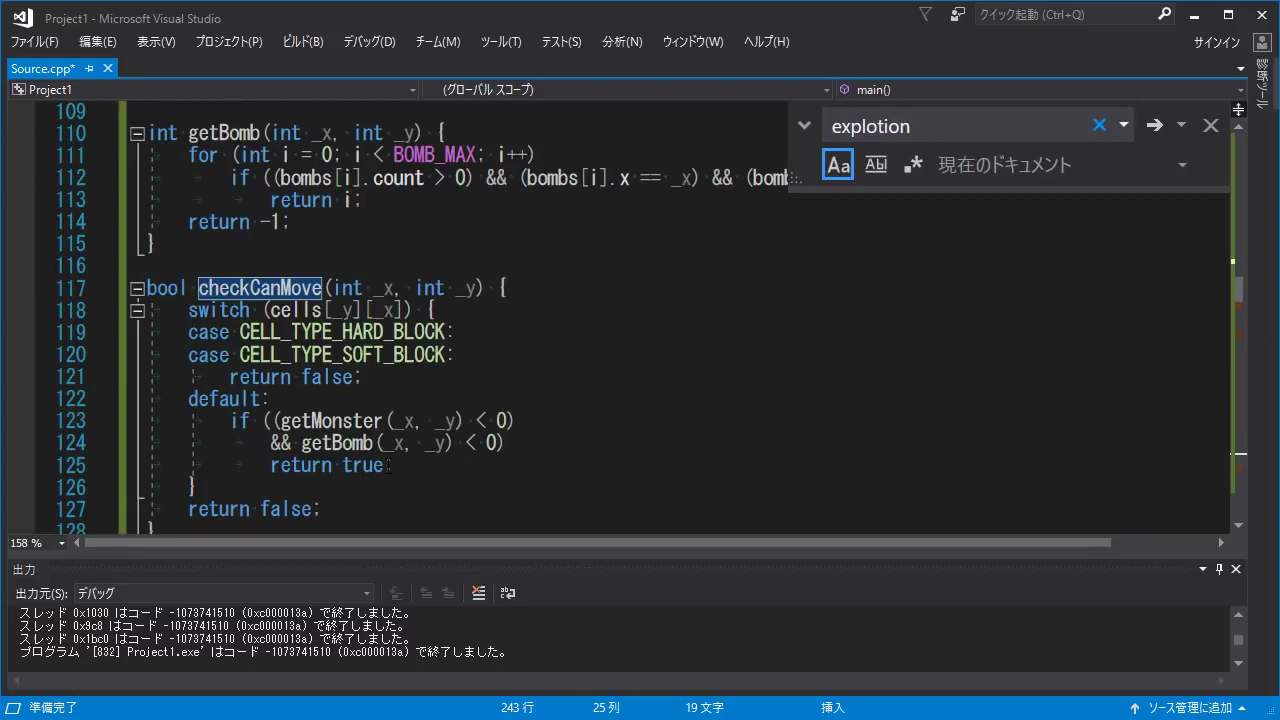 Project1 - Microsoft Visual Studio
クイック起動 (Ctrl+Q)
ファイル(F) 編集(E) 表示(V) プロジェクト(P) ビルド(B) デバッグ(D) チーム(M) ツール(T) テスト(S) 分析(N) ウィンドウ(W) ヘルプ(H) サインイン
Source.cpp*
診断ツール
Project1 (グローバル スコープ) main()
explotion
Aa Ab 現在のドキュメント
109
110 int getBomb(int _x, int _y) {
111 for (int i = 0; i < BOMB_MAX; i++)
112 if ((bombs[i].count > 0) && (bombs[i].x == _x) && (bomb
113 return i;
114 return -1;
115 }
116
117 bool checkCanMove(int _x, int _y) {
118 switch (cells[_y][_x]) {
119 case CELL_TYPE_HARD_BLOCK:
120 case CELL_TYPE_SOFT_BLOCK:
121 return false;
122 default:
123 if ((getMonster(_x, _y) < 0)
124 && getBomb(_x, _y) < 0)
125 return true;
126 }
127 return false;
128 }
158 %
出力
出力元(S): デバッグ
スレッド 0x1030 はコード -1073741510 (0xc000013a) で終了しました。
スレッド 0x9c8 はコード -1073741510 (0xc000013a) で終了しました。
スレッド 0x1bc0 はコード -1073741510 (0xc000013a) で終了しました。
プログラム '[832] Project1.exe' はコード -1073741510 (0xc000013a) で終了しました。
準備完了 243 行 25 列 19 文字 挿入 ソース管理に追加